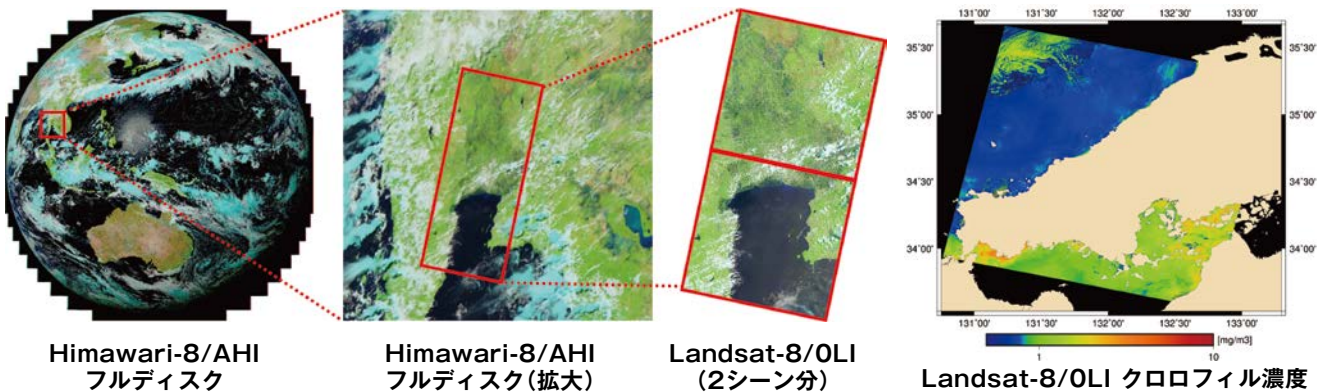 131˚00' 131˚30' 132˚00' 132˚30' 133˚00'
35˚30' 35˚30'
35˚00' 35˚00'
34˚30' 34˚30'
34˚00' 34˚00'
131˚00' 131˚30' 132˚00' 132˚30' 133˚00'
[mg/m3]
1 10
Himawari-8/AHI
フルディスク
Himawari-8/AHI
フルディスク(拡大)
Landsat-8/OLI
(2シーン分)
Landsat-8/OLI クロロフィル濃度